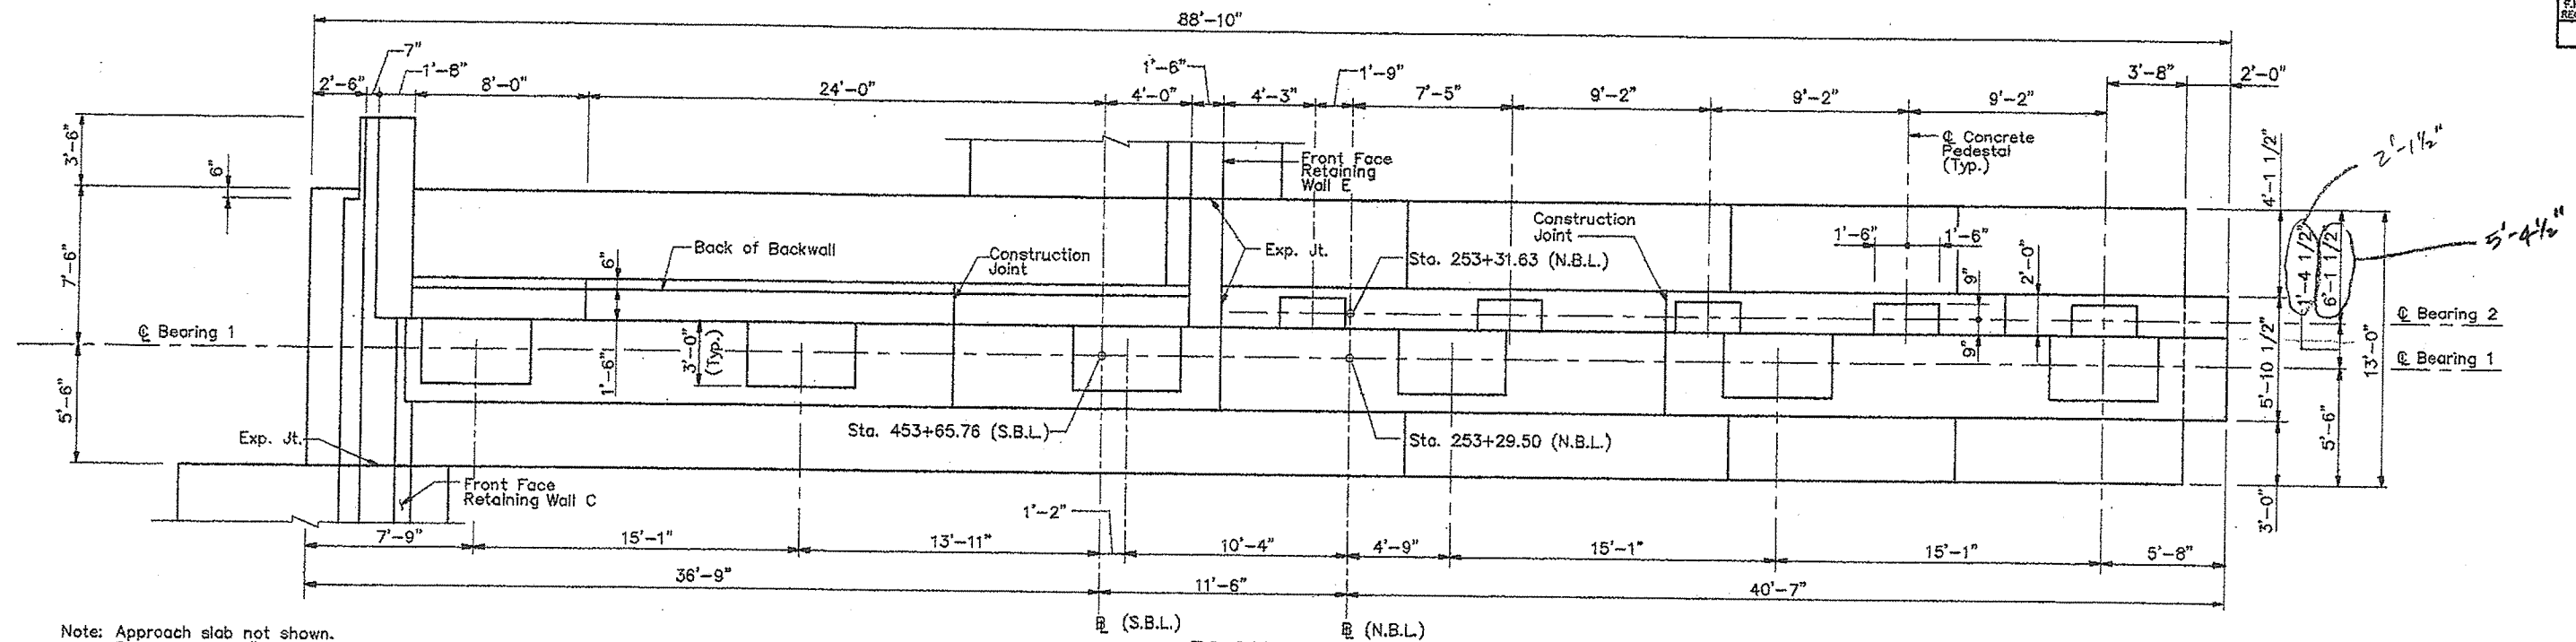 88'-10"
7"
1'-8"
2'-6"
8'-0"
24'-0"
4'-0"
1'-6"
4'-3"
1'-9"
7'-5"
9'-2"
9'-2"
9'-2"
3'-8"
2'-0"
3'-6"
6"
7'-6"
5'-6"
℄ Concrete
Pedestal
(Typ.)
Front Face
Retaining
Wall E
4'-1 1/2"
2'-1½"
5'-4½"
Back of Backwall
6"
Construction
Joint
Exp. Jt.
Sta. 253+31.63 (N.B.L.)
Construction
Joint
1'-6"
1'-6"
9"
2'-0"
9"
1'-4 1/2"
6'-1 1/2"
℄ Bearing 1
℄ Bearing 2
℄ Bearing 1
3'-0"
(Typ.)
1'-6"
5'-10 1/2"
13'-0"
5'-6"
3'-0"
Sta. 453+65.76 (S.B.L.)
Sta. 253+29.50 (N.B.L.)
Exp. Jt.
Front Face
Retaining Wall C
7'-9"
15'-1"
13'-11"
1'-2"
10'-4"
4'-9"
15'-1"
15'-1"
5'-8"
36'-9"
11'-6"
40'-7"
(S.B.L.)
(N.B.L.)
Note: Approach slab not shown.